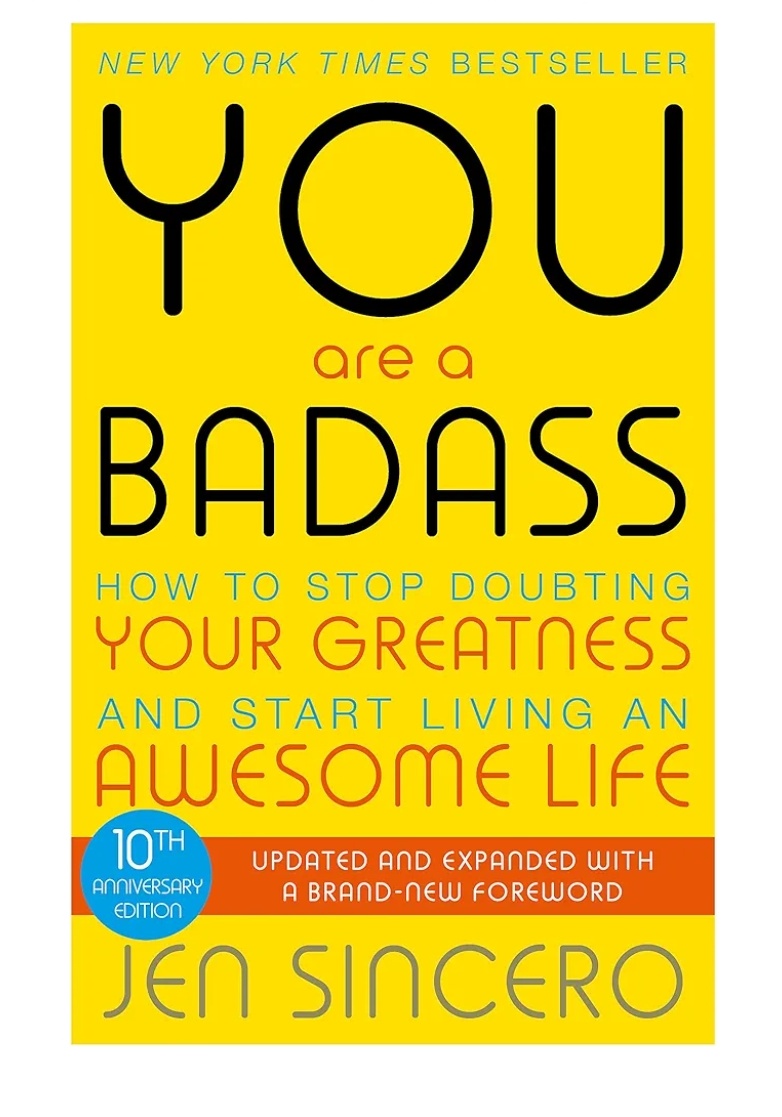 NEW YORK TIMES BESTSELLER
YOU
are a
BADASS
HOW TO STOP DOUBTING
YOUR GREATNESS
AND START LIVING AN
AWESOME LIFE
10TH
ANNIVERSARY
EDITION
UPDATED AND EXPANDED WITH
A BRAND-NEW FOREWORD
JEN SINCERO